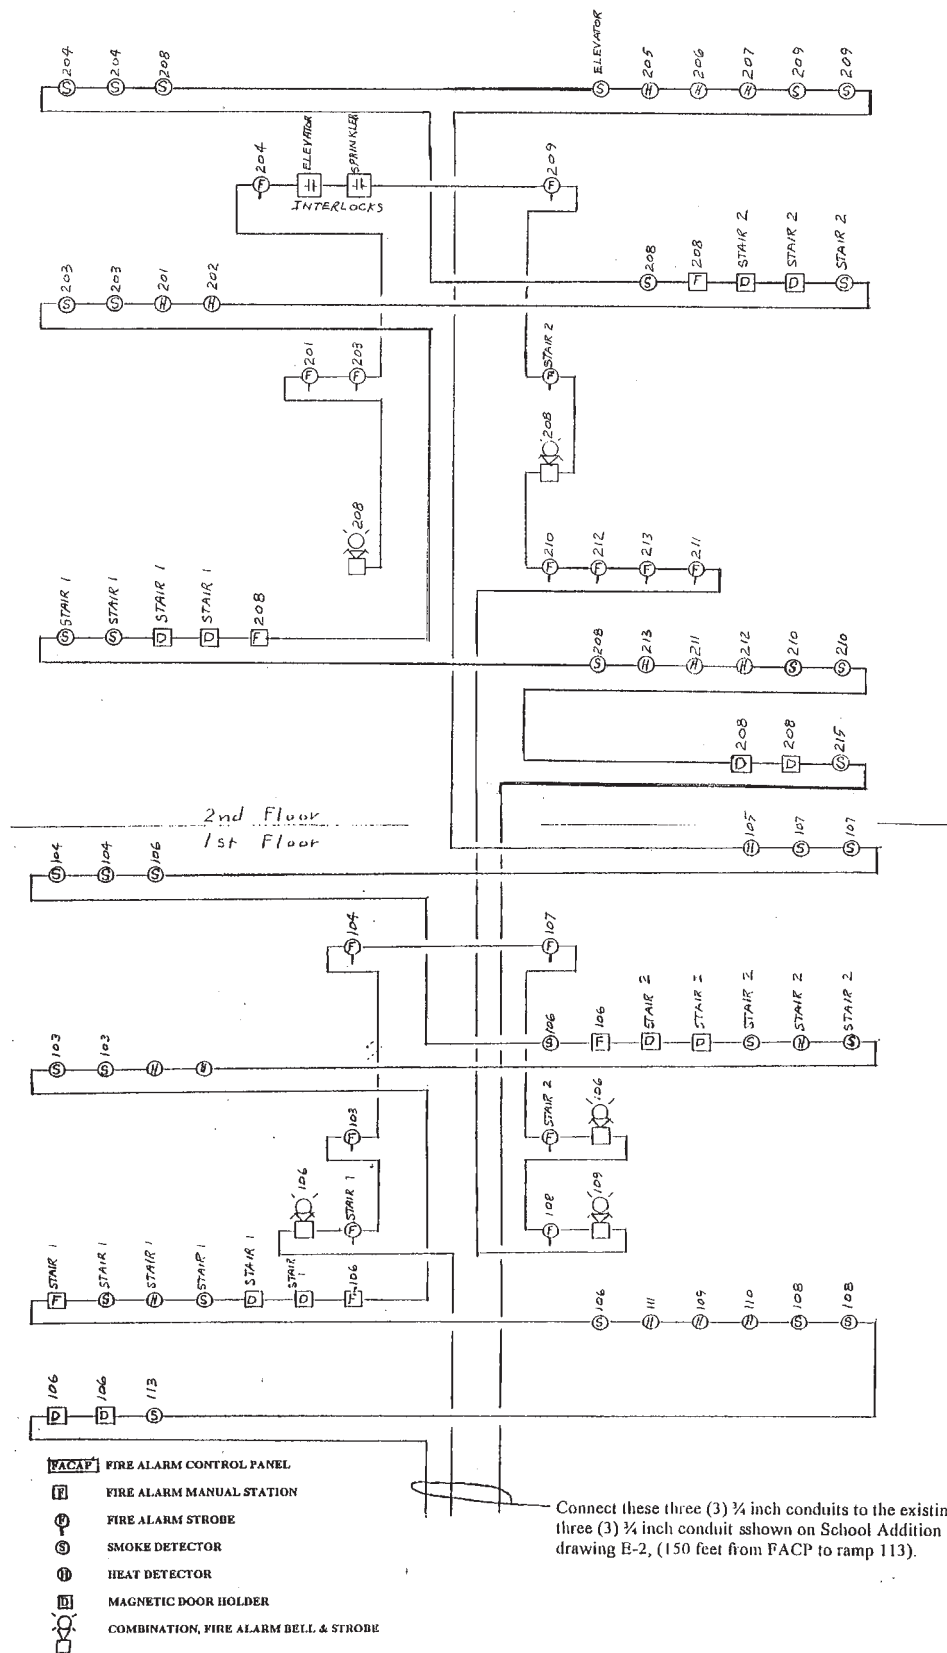 204 204 208 ELEVATOR 205 206 207 209 209
S S S S H H H S S
204 ELEVATOR SPRINKLER 209
F F
INTERLOCKS
208 208 STAIR 2 STAIR 2 STAIR 2
S F D D S
203 203 201 202
S S H H
201 203 STAIR 2
F F F
208
208
210 212 213 211
F F F F
STAIR 1 STAIR 1 STAIR 1 STAIR 1 208
S S D D F
208 213 211 212 210 210
S H H H S S
208 208 215
D D S
2nd Floor
1st Floor
105 107 107
H S S
104 104 106
S S S
104 107
F F
106 106 STAIR 2 STAIR 2 STAIR 2 STAIR 2 STAIR 2
S F D D S H S
103 103
S S H H
103 STAIR 2 106
F F
106 STAIR 1 108 109
F F
STAIR 1 STAIR 1 STAIR 1 STAIR 1 STAIR 1 STAIR 1 106
F S H S D D F
106 111 109 110 108 108
S H H H S S
106 106 113
D D S
FACAP FIRE ALARM CONTROL PANEL
F FIRE ALARM MANUAL STATION
F FIRE ALARM STROBE
S SMOKE DETECTOR
H HEAT DETECTOR
D MAGNETIC DOOR HOLDER
COMBINATION, FIRE ALARM BELL & STROBE
Connect these three (3) ¾ inch conduits to the existin
three (3) ¾ inch conduit sshown on School Addition
drawing E-2, (150 feet from FACP to ramp 113).